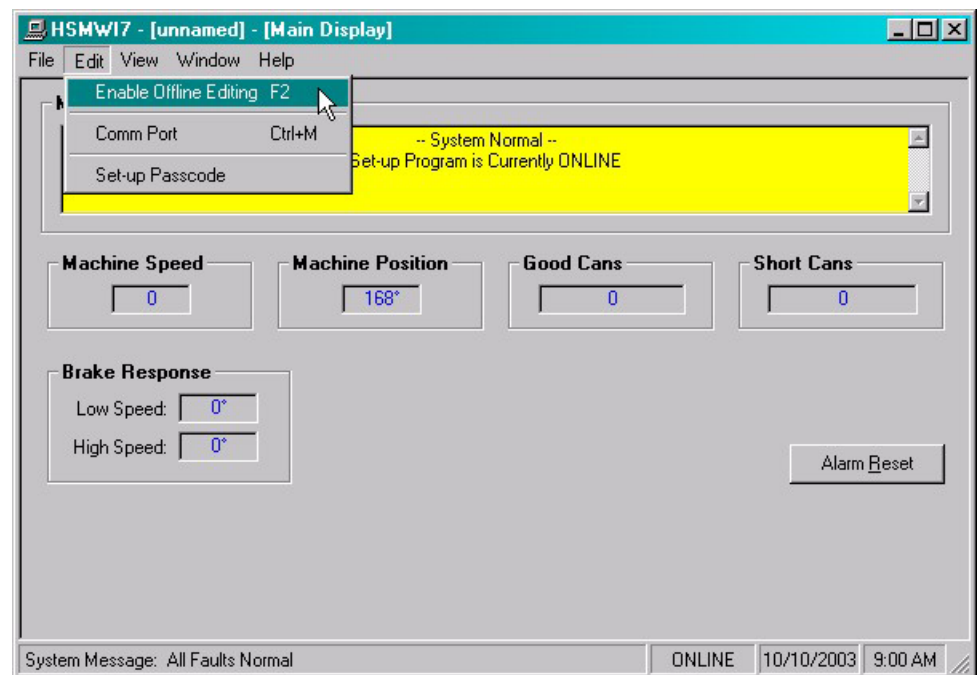 HSMWI7 - [unnamed] - [Main Display]
File Edit View Window Help
Enable Offline Editing F2
Comm Port Ctrl+M
Set-up Passcode
-- System Normal --
Set-up Program is Currently ONLINE
Machine Speed Machine Position Good Cans Short Cans
0 168° 0 0
Brake Response
Low Speed: 0°
High Speed: 0°
Alarm Reset
System Message: All Faults Normal ONLINE 10/10/2003 9:00 AM